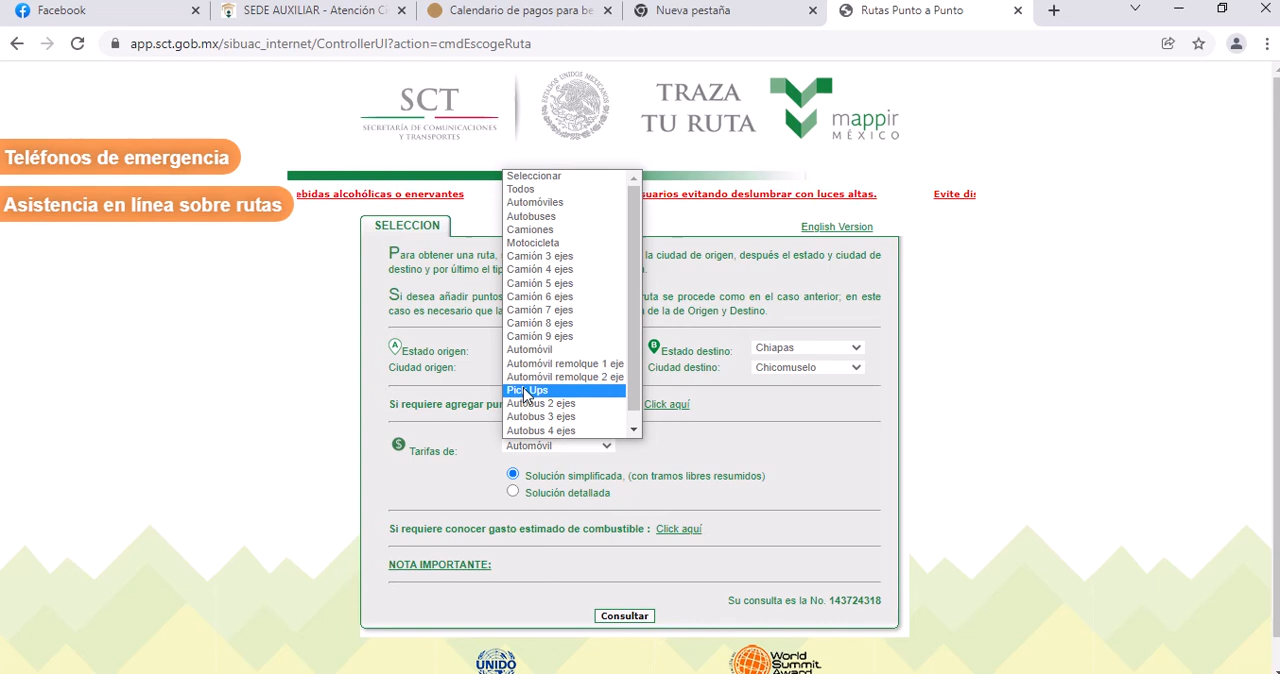 Facebook
SEDE AUXILIAR - Atención Ci
Calendario de pagos para be
Nueva pestaña
Rutas Punto a Punto
app.sct.gob.mx/sibuac_internet/ControllerUI?action=cmdEscogeRuta
SCT
SECRETARÍA DE COMUNICACIONES
Y TRANSPORTES
ESTADOS UNIDOS MEXICANOS
TRAZA
TU RUTA
mappir
MÉXICO
Teléfonos de emergencia
Asistencia en línea sobre rutas
ebidas alcohólicas o enervantes
suarios evitando deslumbrar con luces altas.
Evite dis
SELECCION
English Version
Para obtener una ruta,
la ciudad de origen, después el estado y ciudad de
destino y por último el tip
Si desea añadir puntos
ruta se procede como en el caso anterior; en este
caso es necesario que la
de la de Origen y Destino.
A Estado origen:
B Estado destino:
Chiapas
Ciudad origen:
Ciudad destino:
Chicomuselo
Si requiere agregar pun
Click aquí
Seleccionar
Todos
Automóviles
Autobuses
Camiones
Motocicleta
Camión 3 ejes
Camión 4 ejes
Camión 5 ejes
Camión 6 ejes
Camión 7 ejes
Camión 8 ejes
Camión 9 ejes
Automóvil
Automóvil remolque 1 eje
Automóvil remolque 2 eje
Pick Ups
Autobus 2 ejes
Autobus 3 ejes
Autobus 4 ejes
$ Tarifas de:
Automóvil
Solución simplificada, (con tramos libres resumidos)
Solución detallada
Si requiere conocer gasto estimado de combustible : Click aquí
NOTA IMPORTANTE:
Su consulta es la No. 143724318
Consultar
UNIDO
World
Summit
Award